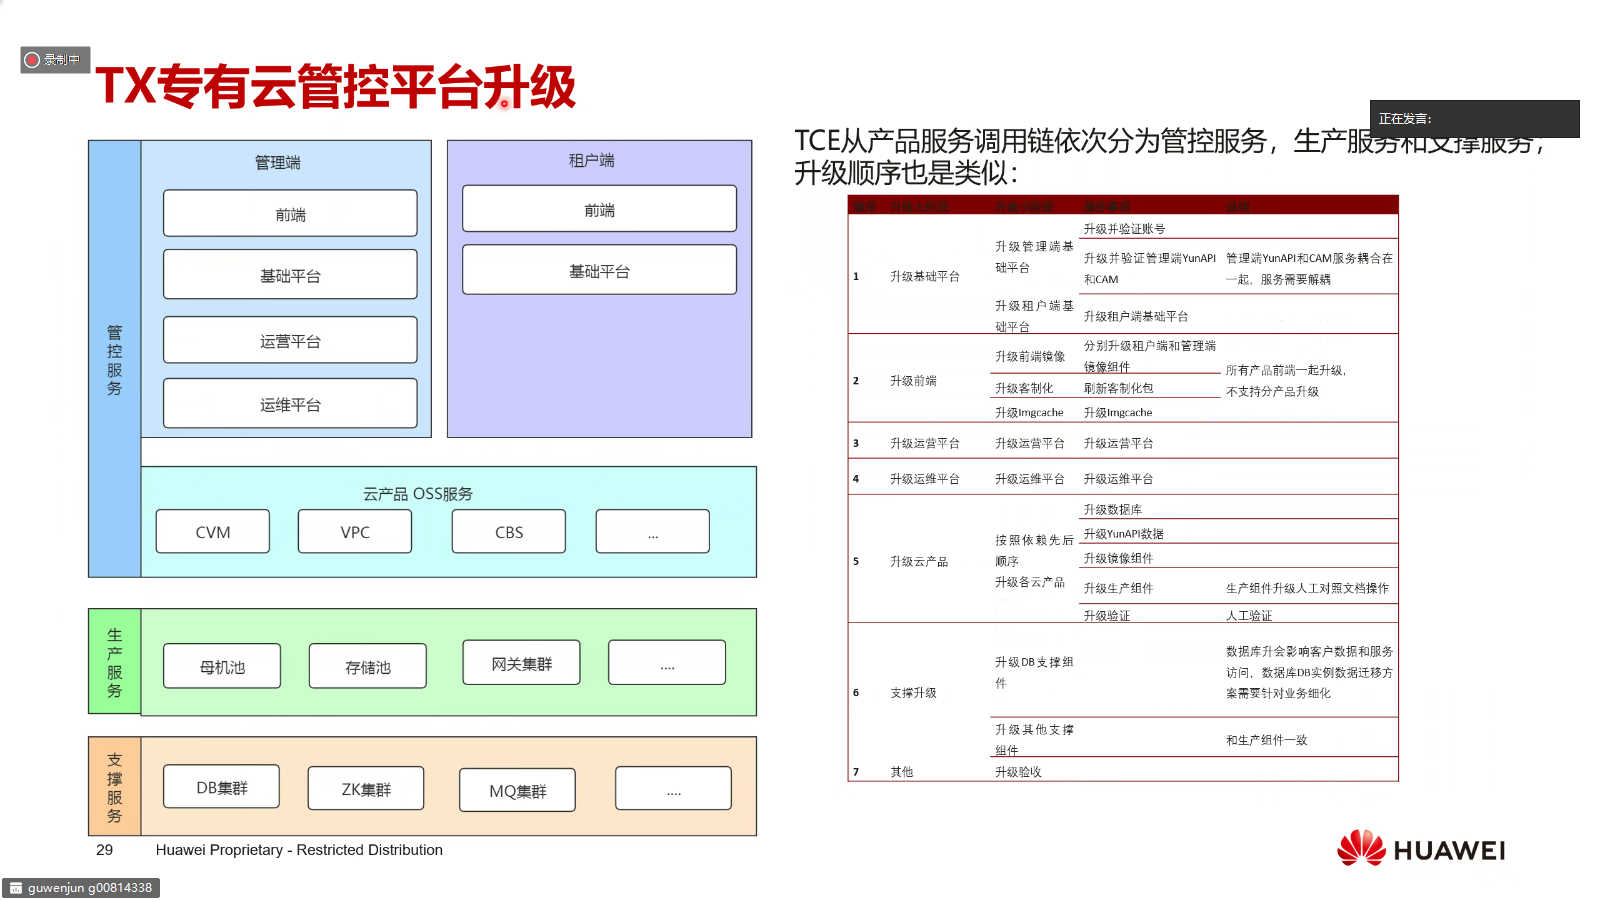 录制中
TX专有云管控平台升级
正在发言:
TCE从产品服务调用链依次分为管控服务，生产服务和支撑服务；
升级顺序也是类似：
管控服务
管理端
前端
基础平台
运营平台
运维平台
租户端
前端
基础平台
云产品 OSS服务
CVM
VPC
CBS
...
生产服务
母机池
存储池
网关集群
....
支撑服务
DB集群
ZK集群
MQ集群
....
升级并验证账号
升级管理端基
础平台
升级并验证管理端YunAPI
和CAM
管理端YunAPI和CAM服务耦合在
一起，服务需要解耦
1
升级基础平台
升级租户端基
础平台
升级租户端基础平台
2
升级前端
升级前端镜像
分别升级租户端和管理端
镜像组件
所有产品前端一起升级，
不支持分产品升级
升级客制化
刷新客制化包
升级Imgcache
升级Imgcache
3
升级运营平台
升级运营平台
升级运营平台
4
升级运维平台
升级运维平台
升级运维平台
5
升级云产品
按照依赖先后
顺序
升级各云产品
升级数据库
升级YunAPI数据
升级镜像组件
升级生产组件
生产组件升级人工对照文档操作
升级验证
人工验证
6
支撑升级
升级DB支撑组
件
数据库升会影响客户数据和服务
访问，数据库DB实例数据迁移方
案需要针对业务细化
升级其他支撑
组件
和生产组件一致
7
其他
升级验收
29
Huawei Proprietary - Restricted Distribution
HUAWEI
guwenjun g00814338